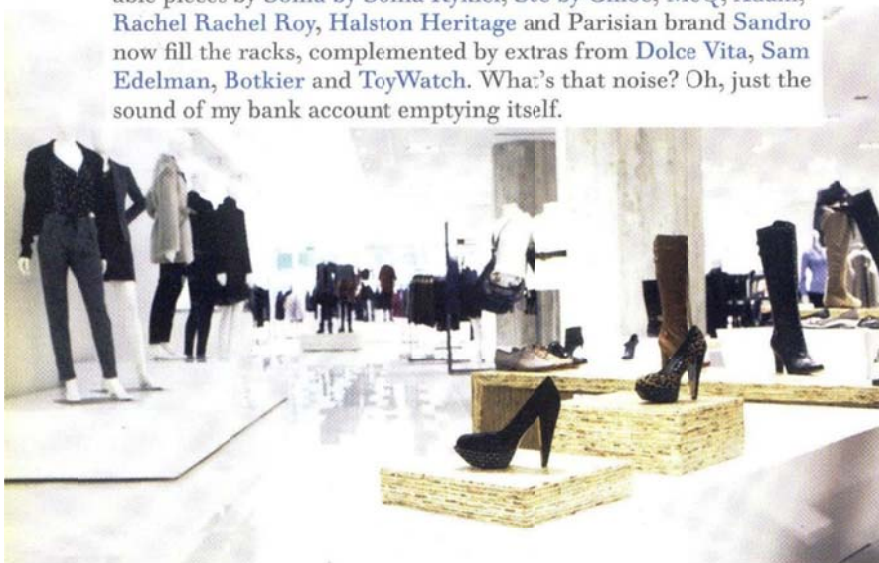 Rachel Rachel Roy, Halston Heritage and Parisian brand Sandro
now fill the racks, complemented by extras from Dolce Vita, Sam
Edelman, Botkier and ToyWatch. What's that noise? Oh, just the
sound of my bank account emptying itself.